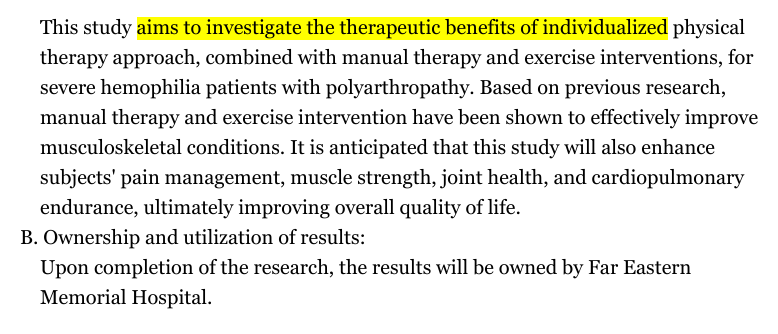 This study aims to investigate the therapeutic benefits of individualized physical
therapy approach, combined with manual therapy and exercise interventions, for
severe hemophilia patients with polyarthropathy. Based on previous research,
manual therapy and exercise intervention have been shown to effectively improve
musculoskeletal conditions. It is anticipated that this study will also enhance
subjects' pain management, muscle strength, joint health, and cardiopulmonary
endurance, ultimately improving overall quality of life.
B. Ownership and utilization of results:
Upon completion of the research, the results will be owned by Far Eastern
Memorial Hospital.